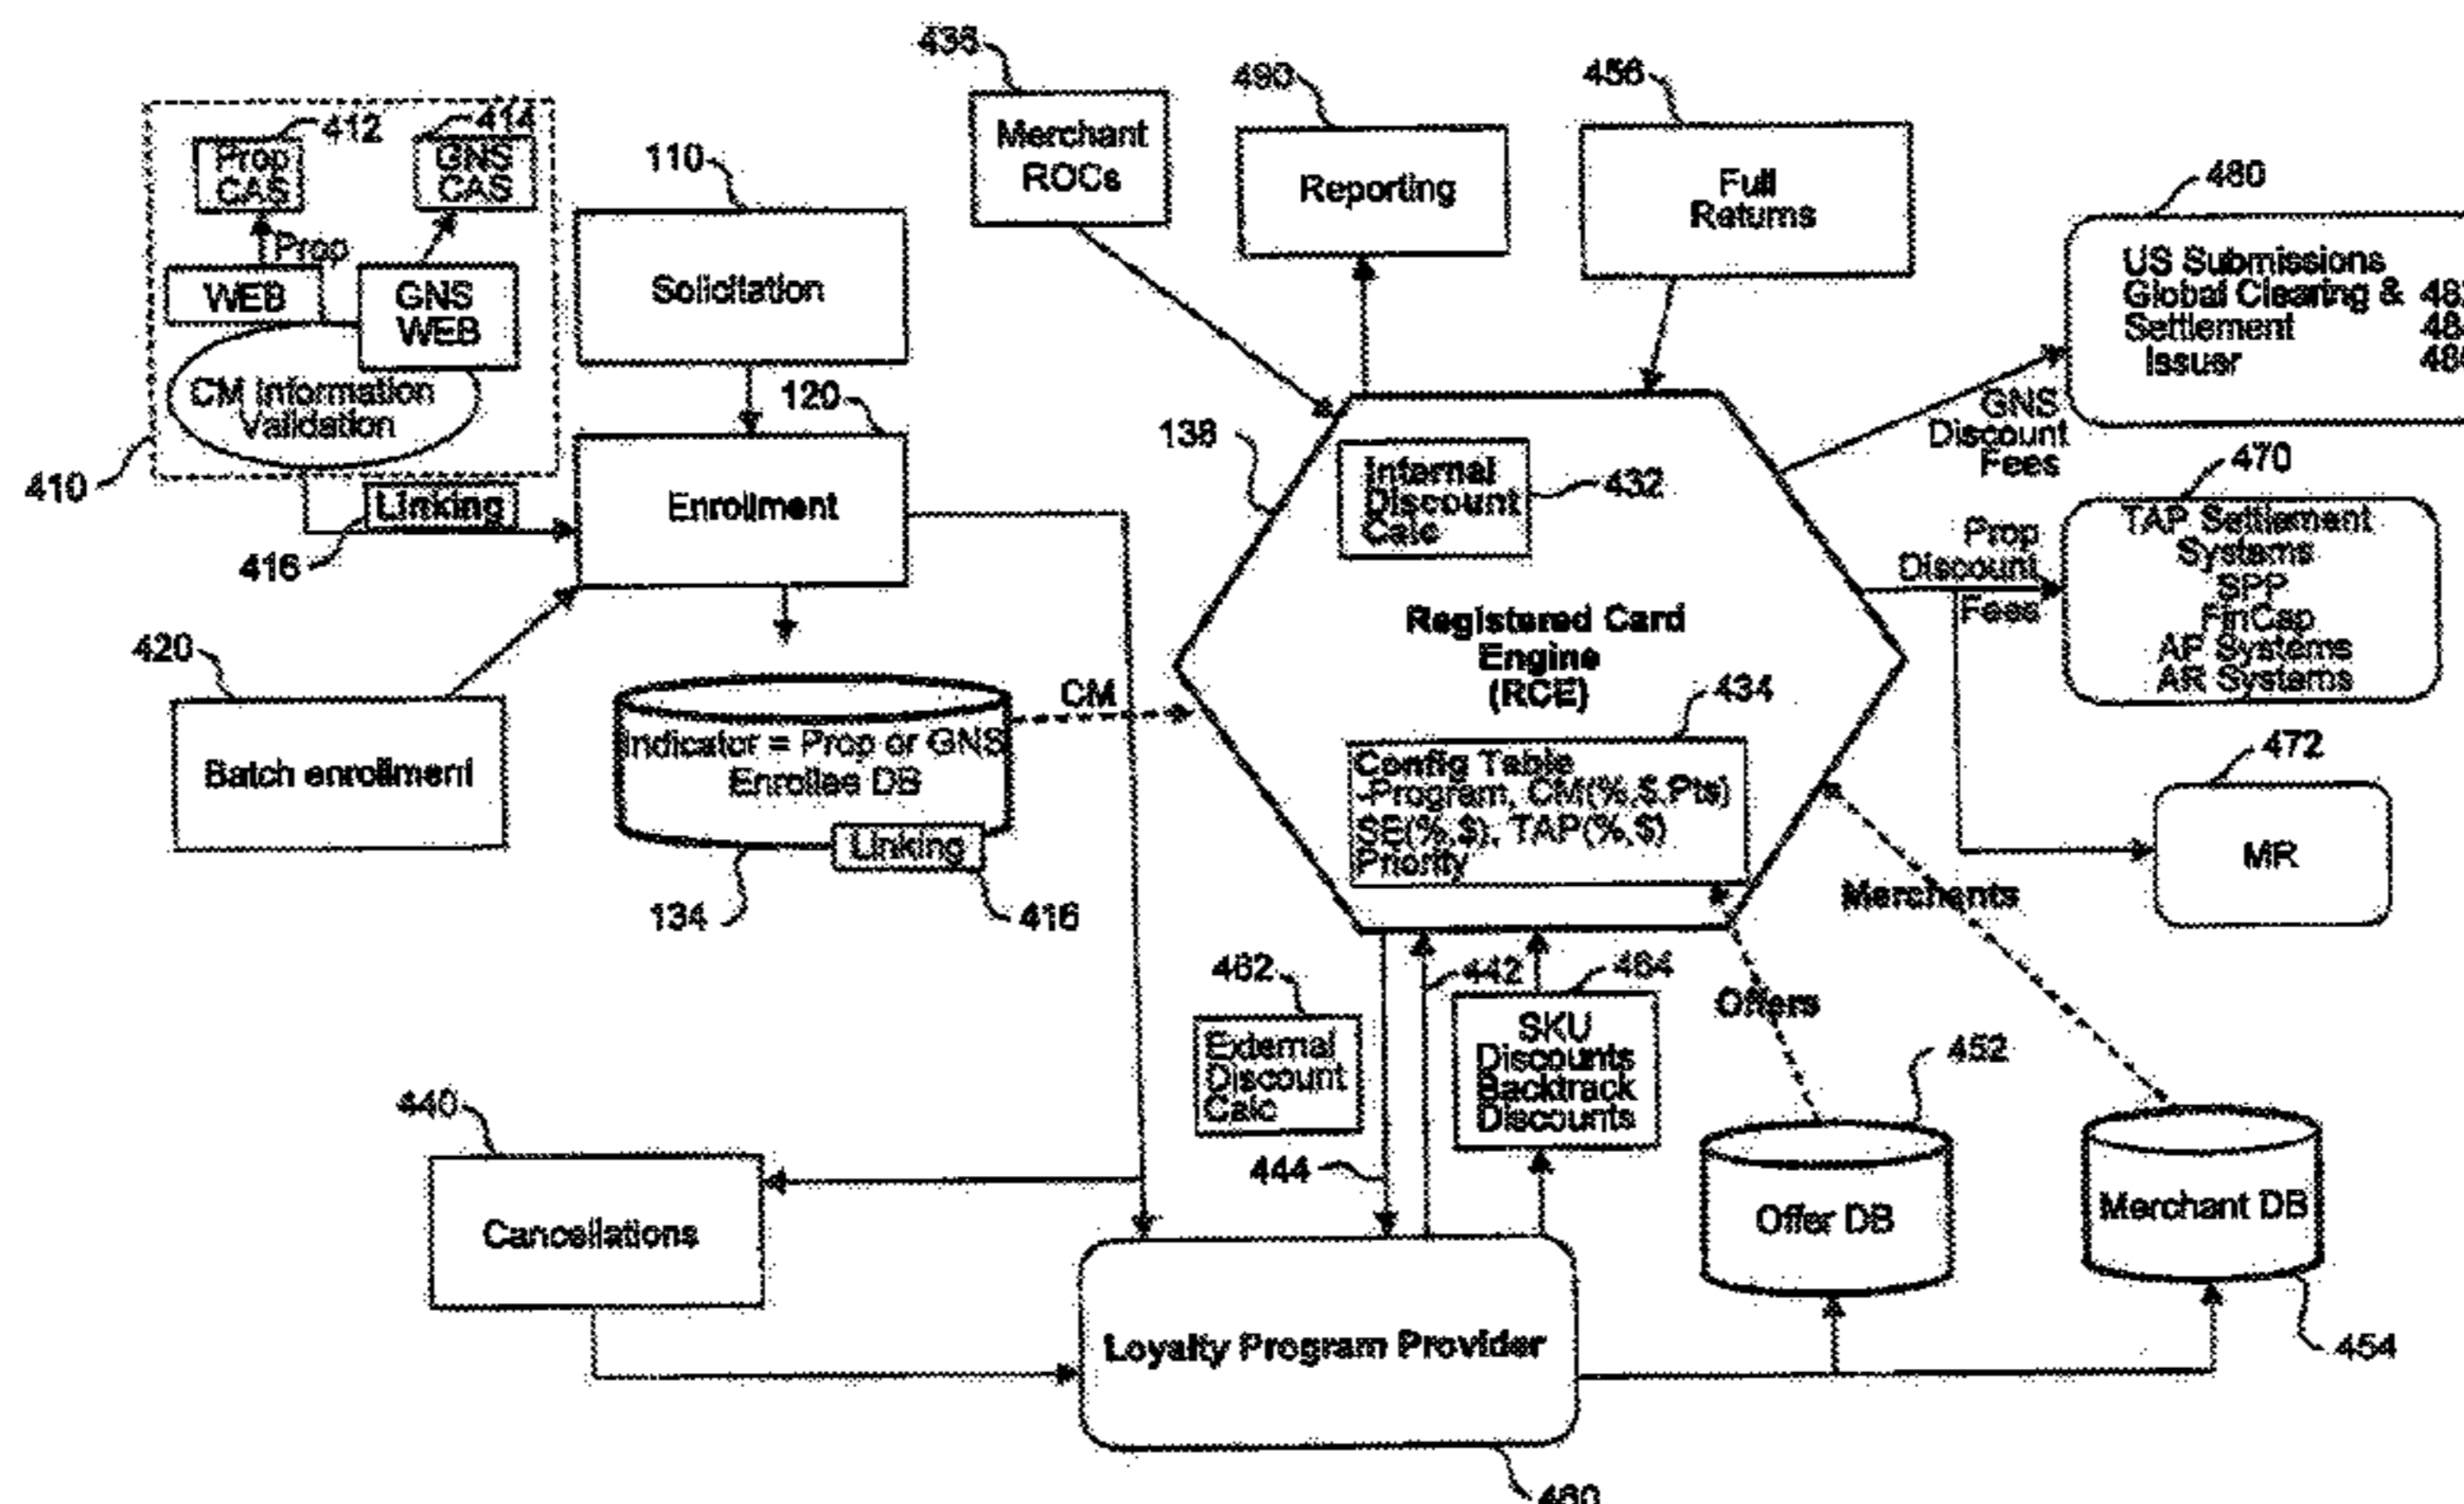 412
414
Prop
CAS
GNS
CAS
Prop
WEB
GNS
WEB
CM Information
Validation
410
Linking
416
110
Solicitation
120
Enrollment
420
Batch enrollment
Indicator = Prop or GNS
Enrollee DB
Linking
134
416
CM
436
Merchant
ROCs
490
Reporting
456
Full
Returns
138
Internal
Discount
Calc
432
Registered Card
Engine
(RCE)
434
Config Table
-Program, CM(%,$,Pts)
SE(%,$), TAP(%,$)
Priority
GNS
Discount
Fees
480
US Submissions
Global Clearing &
Settlement
Issuer
Prop
Discount
Fees
470
TAP Settlement
Systems
SPP
FinCap
AP Systems
AR Systems
472
MR
Merchants
Offers
462
External
Discount
Calc
444
442
464
SKU
Discounts
Backtrack
Discounts
452
Offer DB
Merchant DB
454
440
Cancellations
Loyalty Program Provider
460